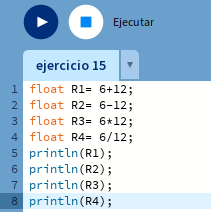 Ejecutar
ejercicio 15
1 float R1= 6+12;
2 float R2= 6-12;
3 float R3= 6*12;
4 float R4= 6/12;
5 println(R1);
6 println(R2);
7 println(R3);
8 println(R4);